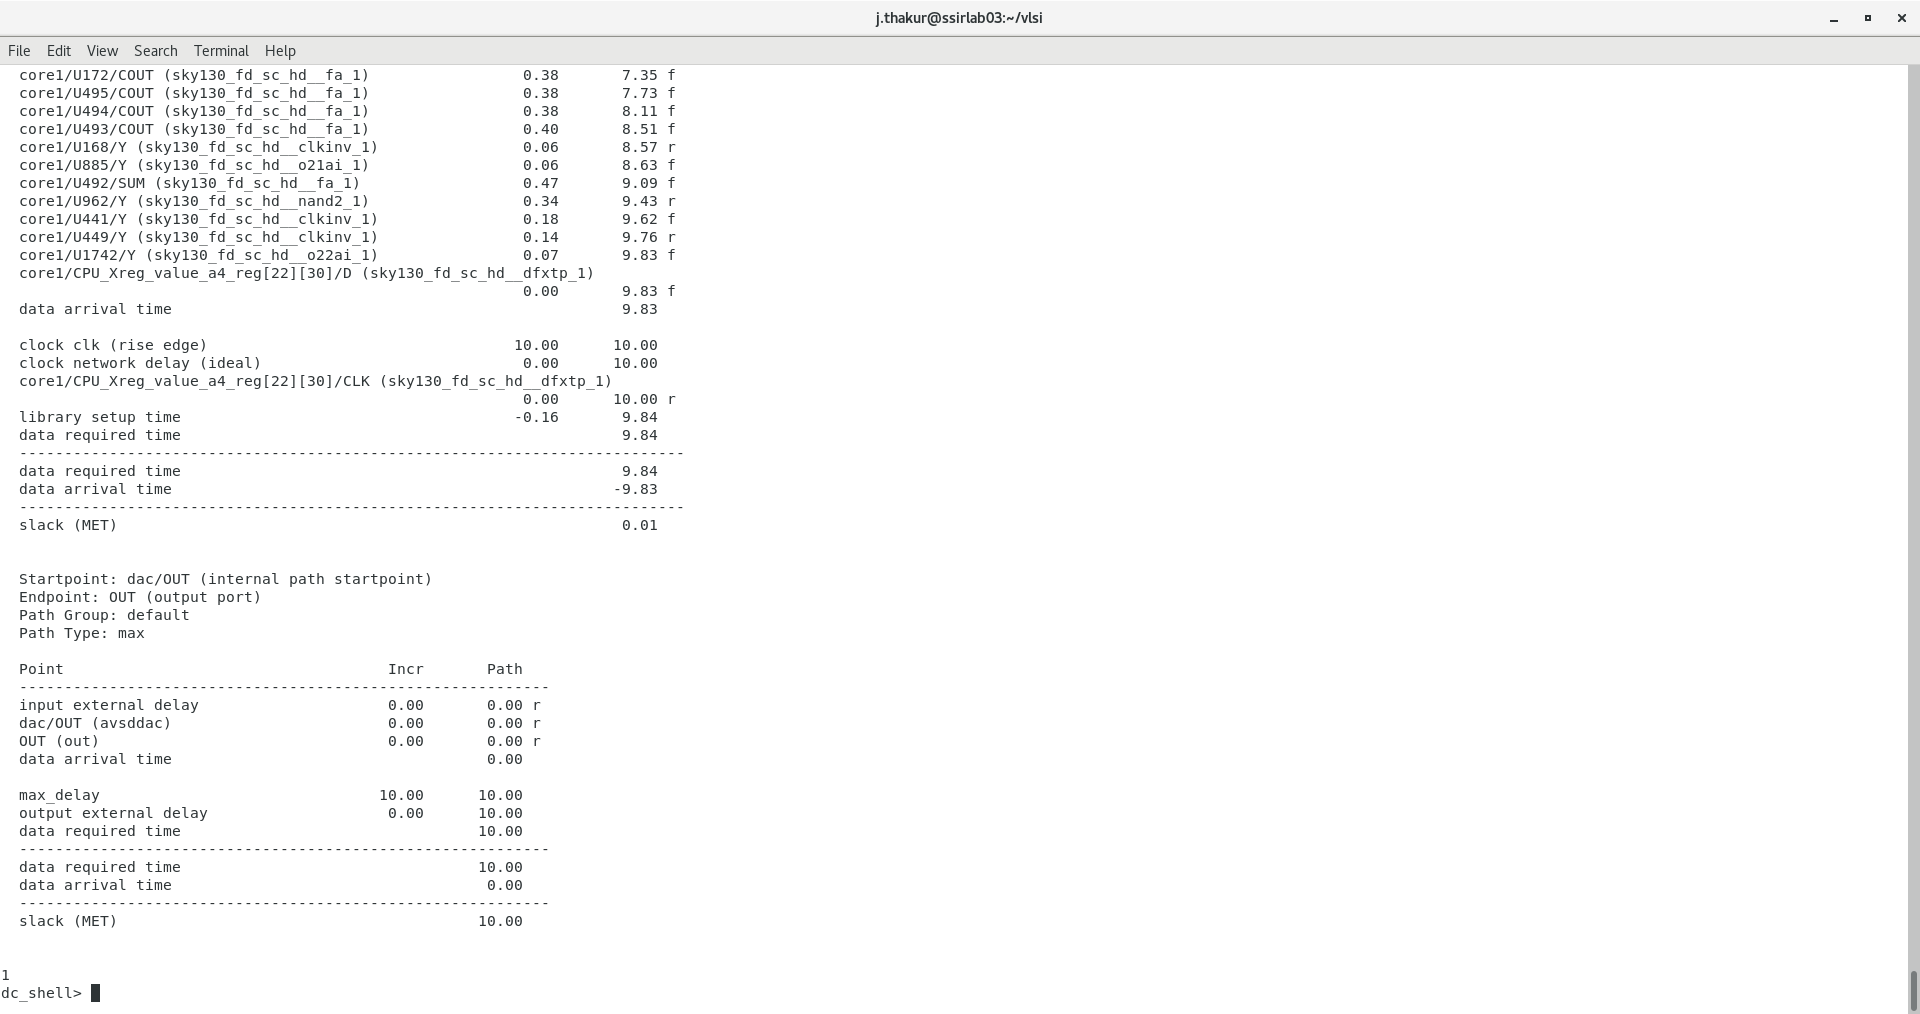 j.thakur@ssirlab03:~/vlsi
File Edit View Search Terminal Help
core1/U172/COUT (sky130_fd_sc_hd__fa_1) 0.38 7.35 f
core1/U495/COUT (sky130_fd_sc_hd__fa_1) 0.38 7.73 f
core1/U494/COUT (sky130_fd_sc_hd__fa_1) 0.38 8.11 f
core1/U493/COUT (sky130_fd_sc_hd__fa_1) 0.40 8.51 f
core1/U168/Y (sky130_fd_sc_hd__clkinv_1) 0.06 8.57 r
core1/U885/Y (sky130_fd_sc_hd__o21ai_1) 0.06 8.63 f
core1/U492/SUM (sky130_fd_sc_hd__fa_1) 0.47 9.09 f
core1/U962/Y (sky130_fd_sc_hd__nand2_1) 0.34 9.43 r
core1/U441/Y (sky130_fd_sc_hd__clkinv_1) 0.18 9.62 f
core1/U449/Y (sky130_fd_sc_hd__clkinv_1) 0.14 9.76 r
core1/U1742/Y (sky130_fd_sc_hd__o22ai_1) 0.07 9.83 f
core1/CPU_Xreg_value_a4_reg[22][30]/D (sky130_fd_sc_hd__dfxtp_1)
0.00 9.83 f
data arrival time 9.83
clock clk (rise edge) 10.00 10.00
clock network delay (ideal) 0.00 10.00
core1/CPU_Xreg_value_a4_reg[22][30]/CLK (sky130_fd_sc_hd__dfxtp_1)
0.00 10.00 r
library setup time -0.16 9.84
data required time 9.84
--------------------------------------------------------------------------
data required time 9.84
data arrival time -9.83
--------------------------------------------------------------------------
slack (MET) 0.01
Startpoint: dac/OUT (internal path startpoint)
Endpoint: OUT (output port)
Path Group: default
Path Type: max
Point Incr Path
-----------------------------------------------------------
input external delay 0.00 0.00 r
dac/OUT (avsddac) 0.00 0.00 r
OUT (out) 0.00 0.00 r
data arrival time 0.00
max_delay 10.00 10.00
output external delay 0.00 10.00
data required time 10.00
-----------------------------------------------------------
data required time 10.00
data arrival time 0.00
-----------------------------------------------------------
slack (MET) 10.00
1
dc_shell>